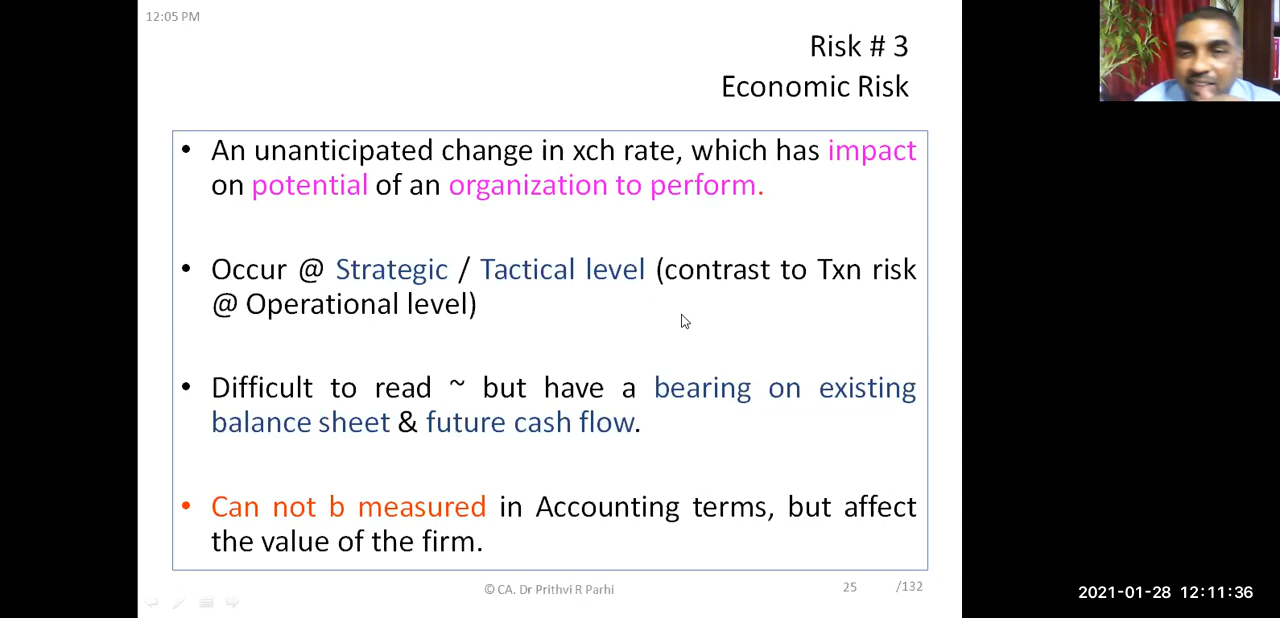 12:05 PM
Risk # 3
Economic Risk
• An unanticipated change in xch rate, which has impact
on potential of an organization to perform.
• Occur @ Strategic / Tactical level (contrast to Txn risk
@ Operational level)
• Difficult to read ~ but have a bearing on existing
balance sheet & future cash flow.
• Can not b measured in Accounting terms, but affect
the value of the firm.
© CA. Dr Prithvi R Parhi
25
/132
2021-01-28 12:11:36